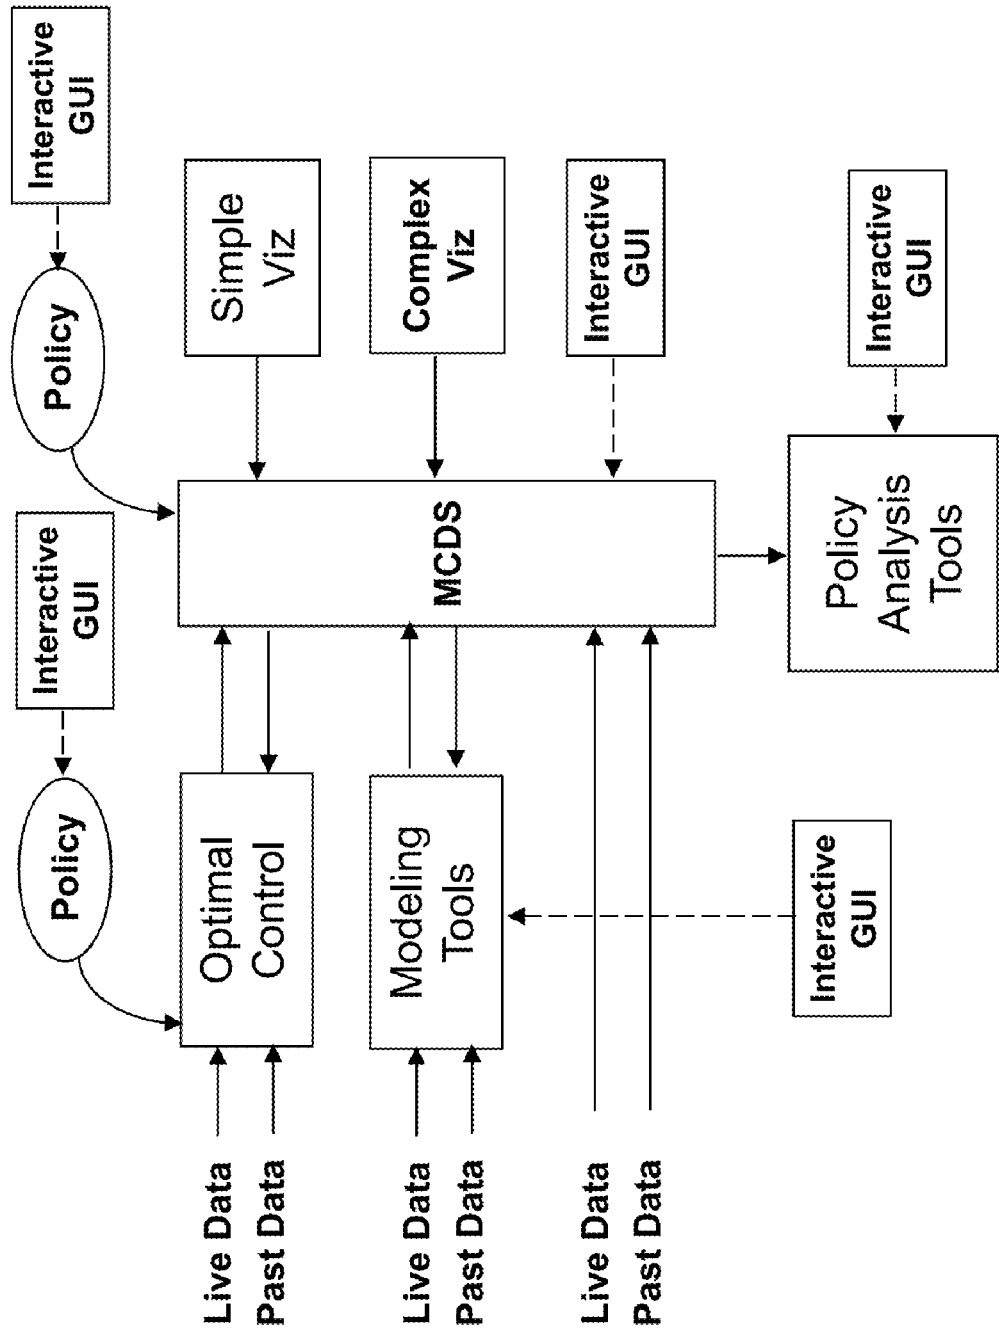 Policy
Interactive
GUI
Policy
Interactive
GUI
Live Data
Past Data
Optimal
Control
Simple
Viz
Live Data
Past Data
Modeling
Tools
MCDS
Complex
Viz
Live Data
Past Data
Interactive
GUI
Interactive
GUI
Policy
Analysis
Tools
Interactive
GUI